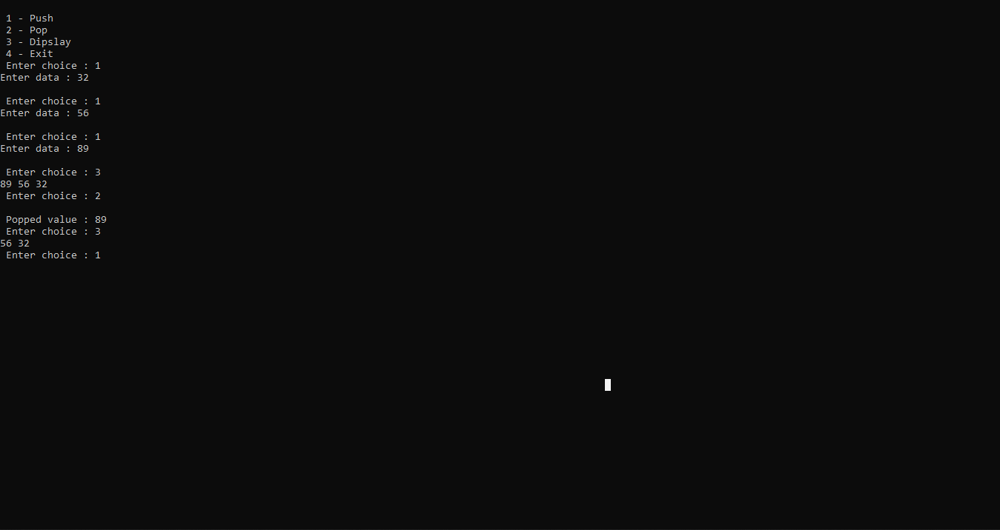 1 - Push
2 - Pop
3 - Dipslay
4 - Exit
Enter choice : 1
Enter data : 32
Enter choice : 1
Enter data : 56
Enter choice : 1
Enter data : 89
Enter choice : 3
89 56 32
Enter choice : 2
Popped value : 89
Enter choice : 3
56 32
Enter choice : 1